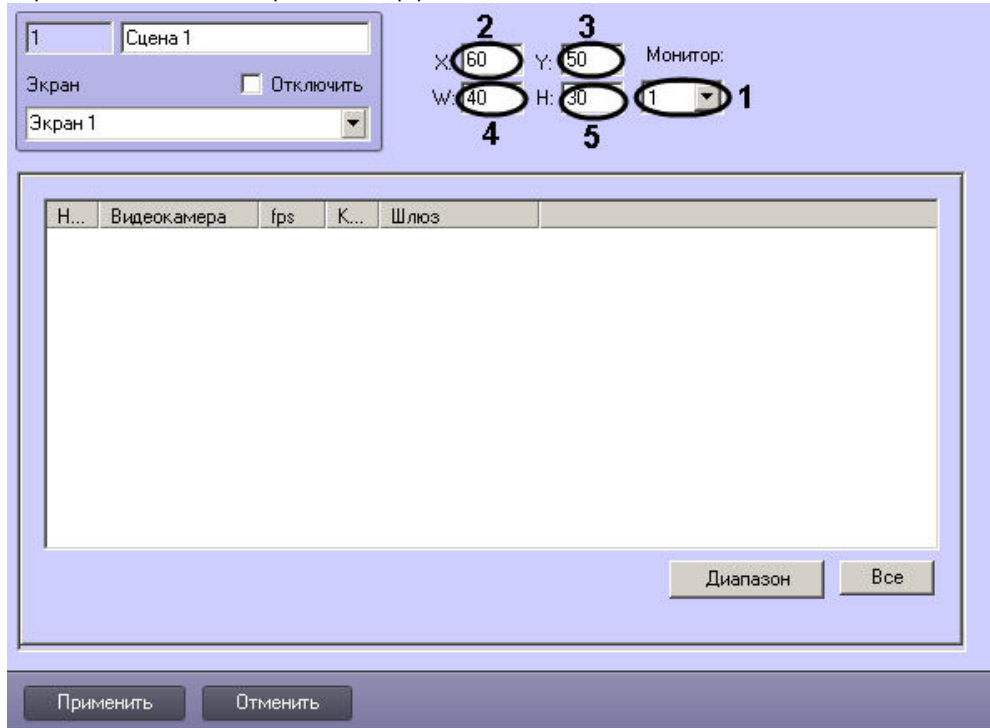 1 Сцена 1
Экран Отключить
Экран 1
2 3
X: 60 Y: 50 Монитор:
W: 40 H: 30 1 1
4 5
Н... Видеокамера fps К... Шлюз
Диапазон Все
Применить Отменить